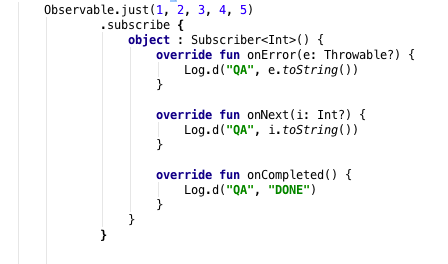 Observable.just(1, 2, 3, 4, 5)
.subscribe {
object : Subscriber<Int>() {
override fun onError(e: Throwable?) {
Log.d("QA", e.toString())
}
override fun onNext(i: Int?) {
Log.d("QA", i.toString())
}
override fun onCompleted() {
Log.d("QA", "DONE")
}
}
}